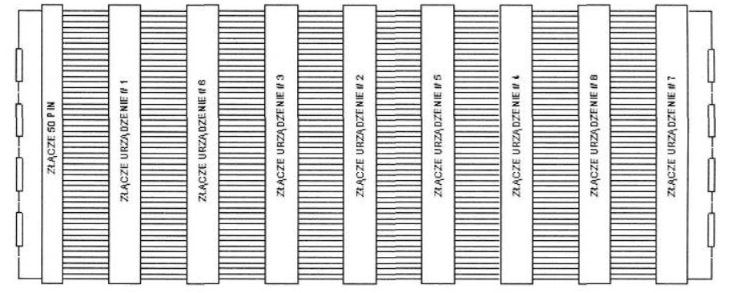 ZŁĄCZE 50 PIN
ZŁĄCZE URZĄDZENIE # 1
ZŁĄCZE URZĄDZENIE # 6
ZŁĄCZE URZĄDZENIE # 3
ZŁĄCZE URZĄDZENIE # 2
ZŁĄCZE URZĄDZENIE # 5
ZŁĄCZE URZĄDZENIE # 4
ZŁĄCZE URZĄDZENIE # 8
ZŁĄCZE URZĄDZENIE # 7